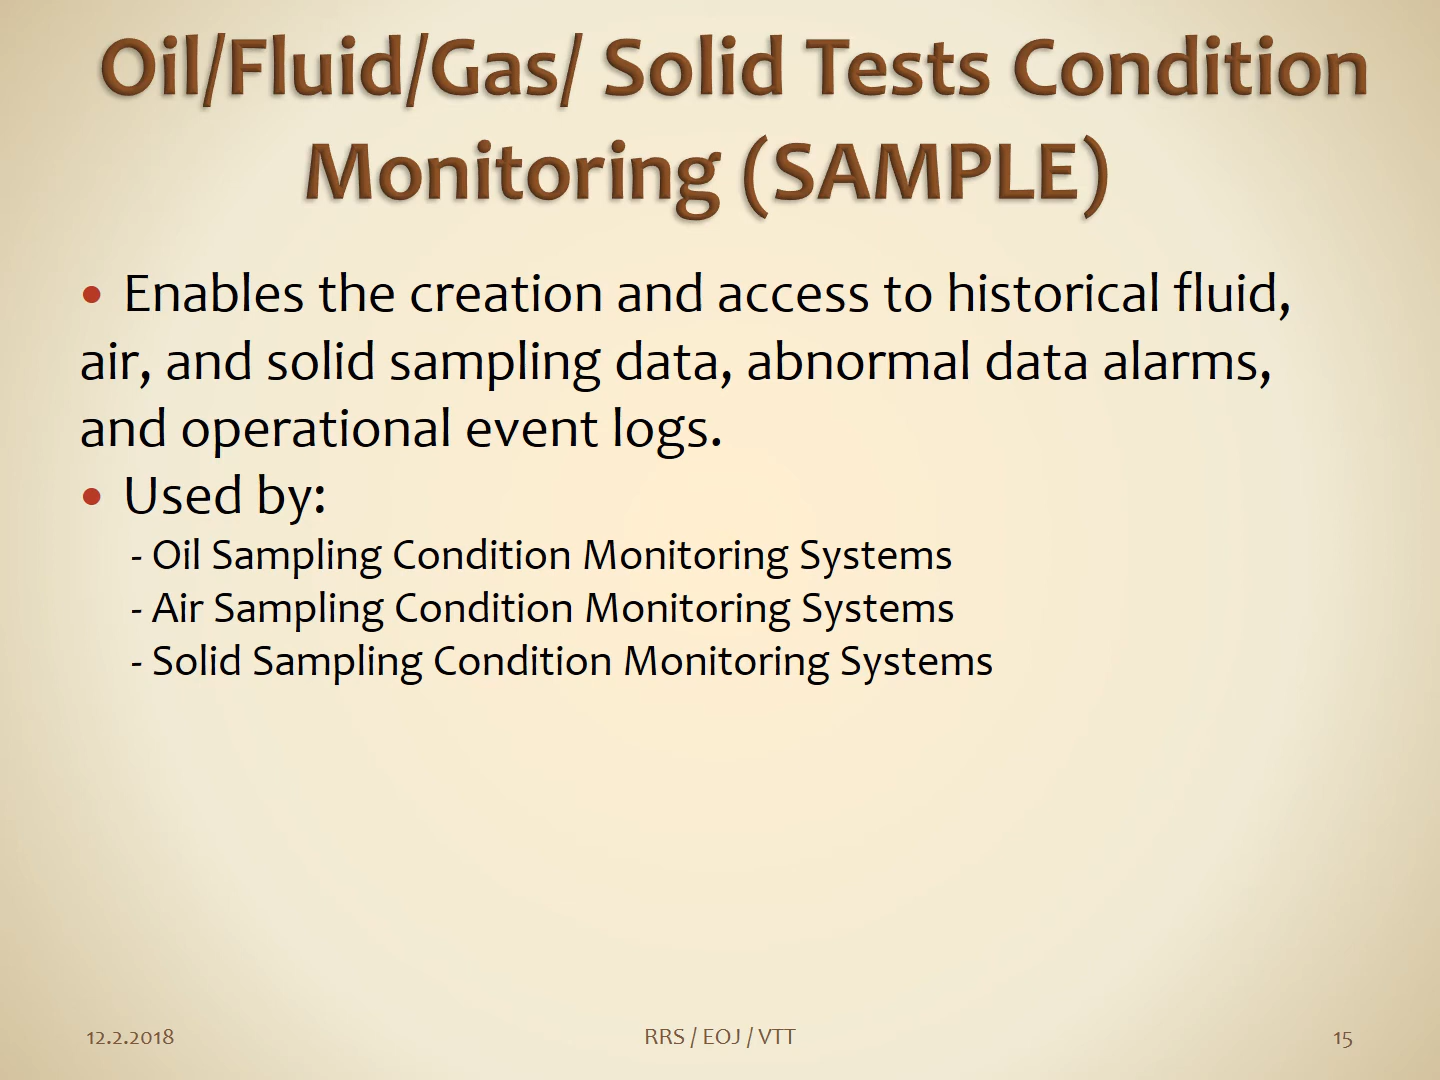 Oil/Fluid/Gas/ Solid Tests Condition
Monitoring (SAMPLE)
• Enables the creation and access to historical fluid,
air, and solid sampling data, abnormal data alarms,
and operational event logs.
• Used by:
- Oil Sampling Condition Monitoring Systems
- Air Sampling Condition Monitoring Systems
- Solid Sampling Condition Monitoring Systems
12.2.2018
RRS / EOJ / VTT
15